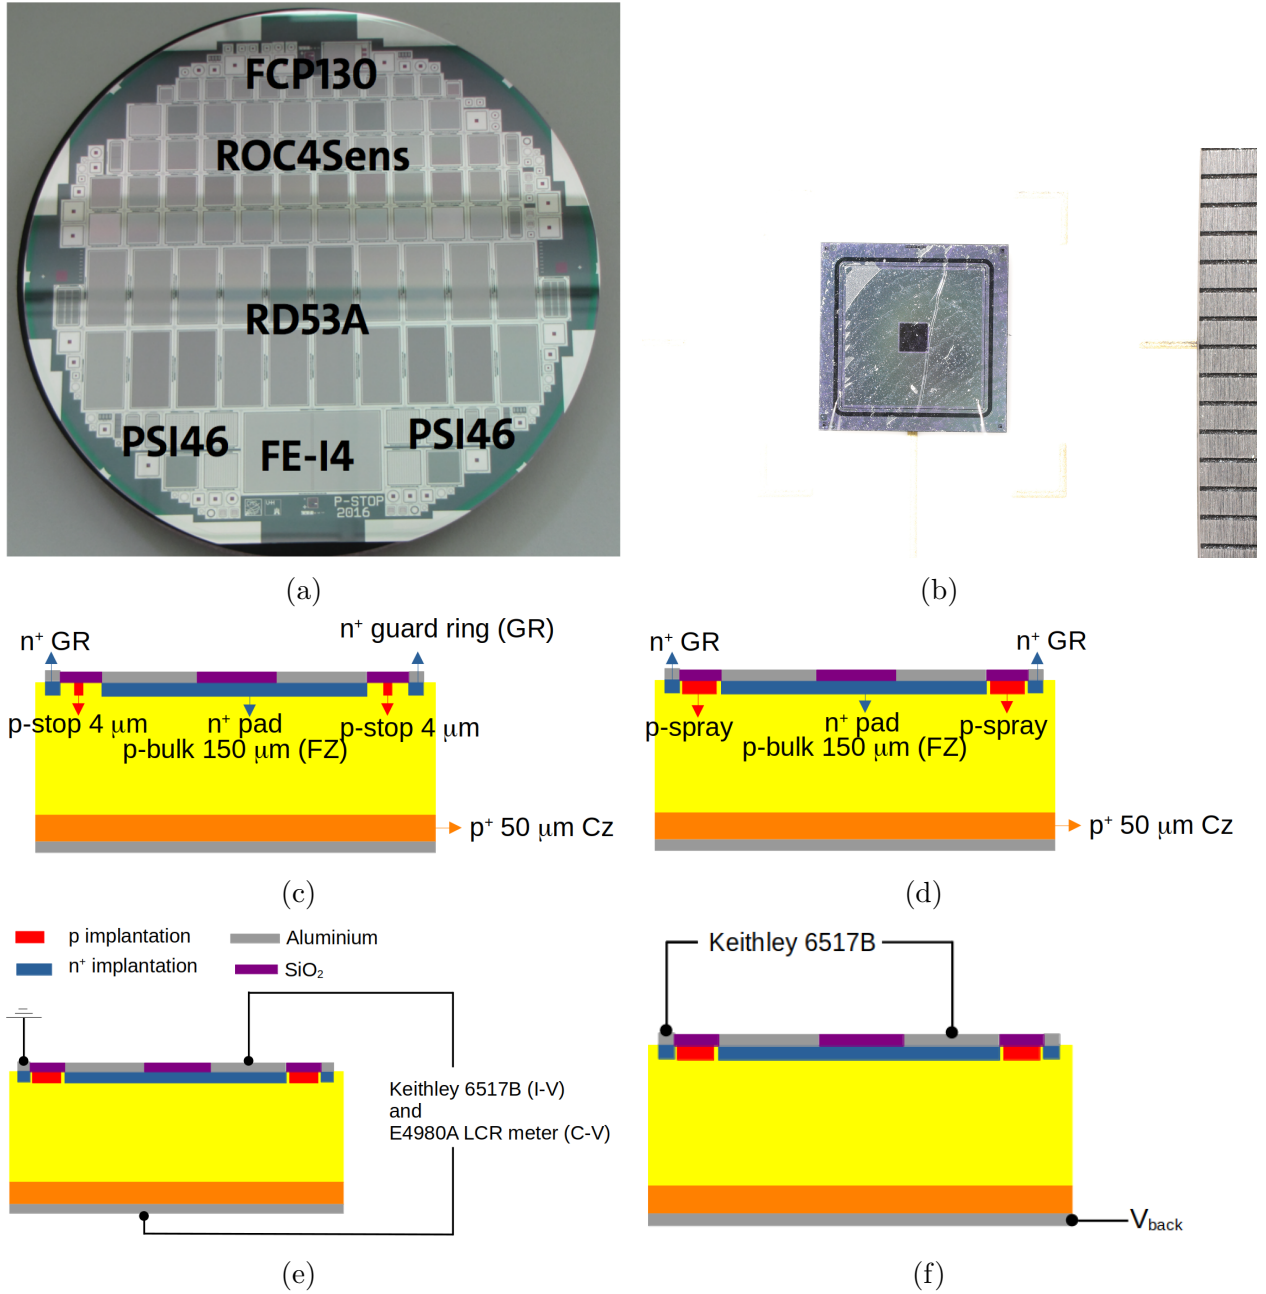 FCP130
ROC4Sens
RD53A
PSI46
FE-I4
PSI46
P-STOP
2016
(a)
(b)
n⁺ GR
n⁺ guard ring (GR)
p-stop 4 μm
n⁺ pad
p-stop 4 μm
p-bulk 150 μm (FZ)
p⁺ 50 μm Cz
(c)
n⁺ GR
n⁺ GR
p-spray
n⁺ pad
p-spray
p-bulk 150 μm (FZ)
p⁺ 50 μm Cz
(d)
p implantation
Aluminium
n⁺ implantation
SiO₂
Keithley 6517B (I-V)
and
E4980A LCR meter (C-V)
(e)
Keithley 6517B
V_back
(f)